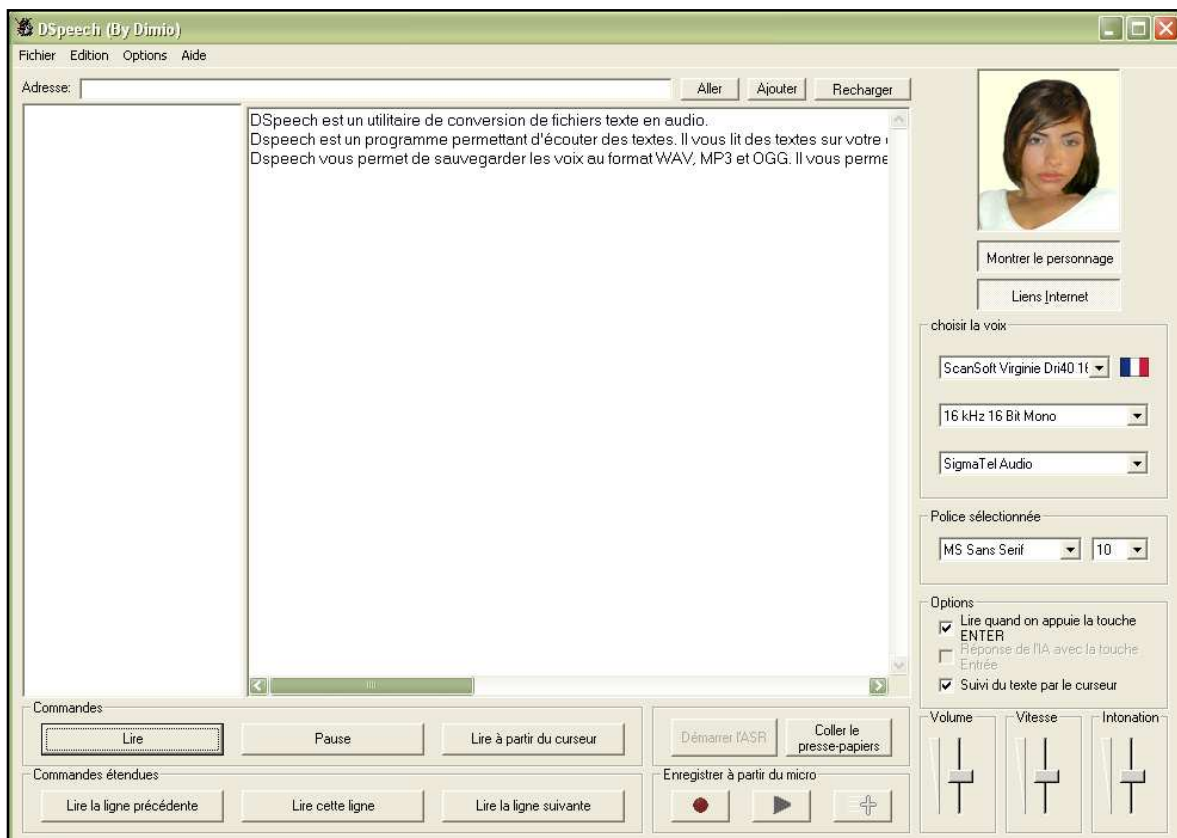 DSpeech (By Dimio)
Fichier Edition Options Aide
Adresse: Aller Ajouter Recharger
DSpeech est un utilitaire de conversion de fichiers texte en audio.
Dspeech est un programme permettant d'écouter des textes. Il vous lit des textes sur votre
Dspeech vous permet de sauvegarder les voix au format WAV, MP3 et OGG. Il vous perme
Montrer le personnage
Liens Internet
choisir la voix
ScanSoft Virginie Dri40 16
16 kHz 16 Bit Mono
SigmaTel Audio
Police sélectionnée
MS Sans Serif 10
Options
Lire quand on appuie la touche
ENTER
Réponse de l'IA avec la touche
Entrée
Suivi du texte par le curseur
Commandes
Lire Pause Lire à partir du curseur
Démarrer l'ASR
Coller le
presse-papiers
Volume Vitesse Intonation
Commandes étendues
Lire la ligne précédente Lire cette ligne Lire la ligne suivante
Enregistrer à partir du micro